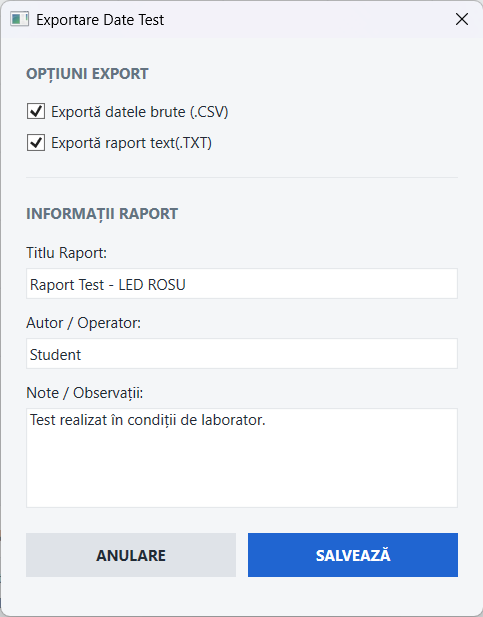 Exportare Date Test
OPȚIUNI EXPORT
Exportă datele brute (.CSV)
Exportă raport text(.TXT)
INFORMAȚII RAPORT
Titlu Raport:
Raport Test - LED ROSU
Autor / Operator:
Student
Note / Observații:
Test realizat în condiții de laborator.
ANULARE
SALVEAZĂ